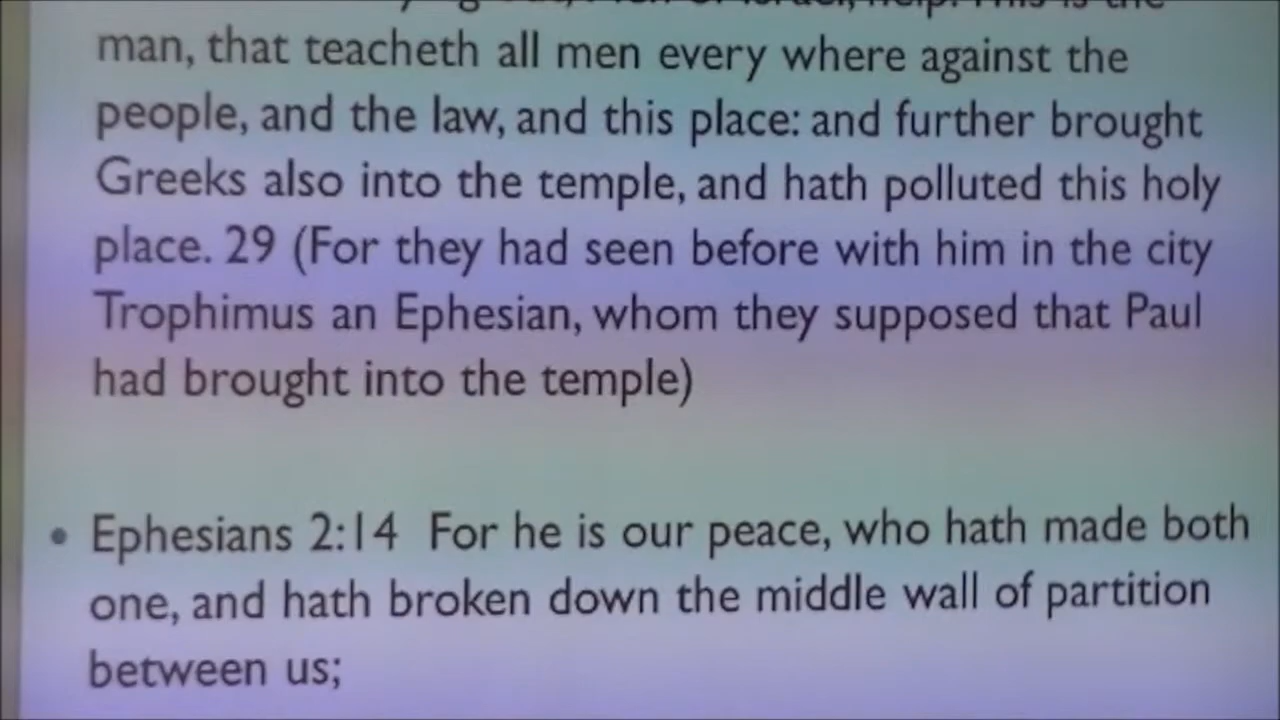 help. This is the
man, that teacheth all men every where against the
people, and the law, and this place: and further brought
Greeks also into the temple, and hath polluted this holy
place. 29 (For they had seen before with him in the city
Trophimus an Ephesian, whom they supposed that Paul
had brought into the temple)
• Ephesians 2:14 For he is our peace, who hath made both
one, and hath broken down the middle wall of partition
between us;